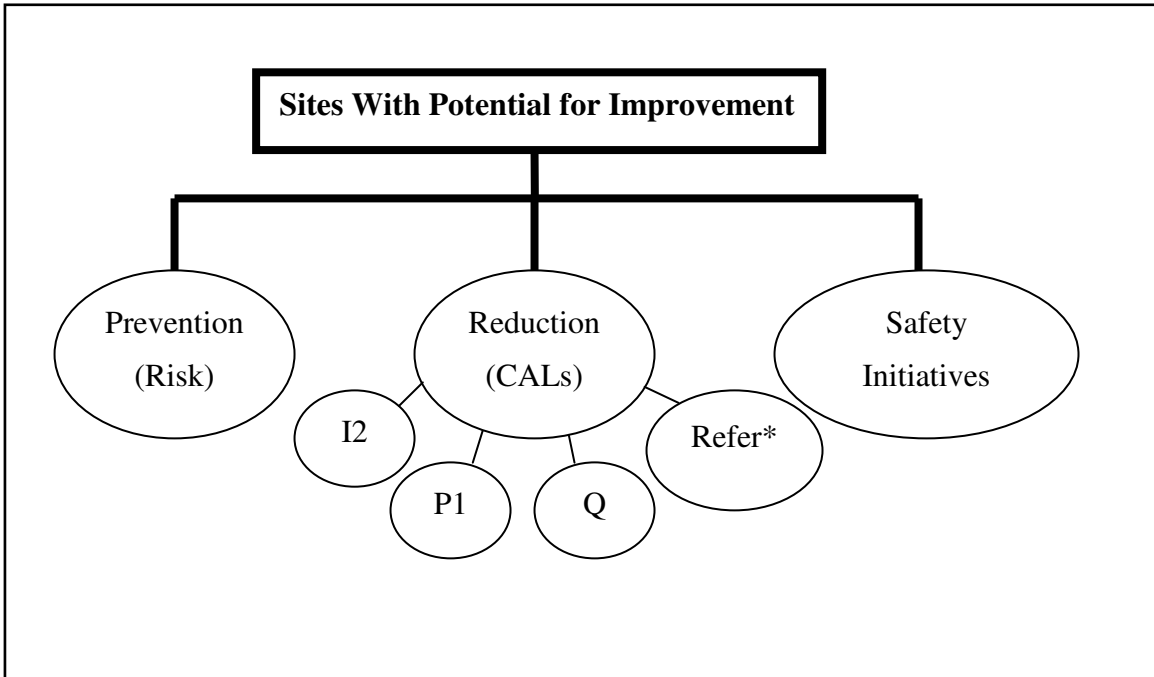 Sites With Potential for Improvement
Prevention
(Risk)
Reduction
(CALs)
Safety
Initiatives
I2
P1
Q
Refer*